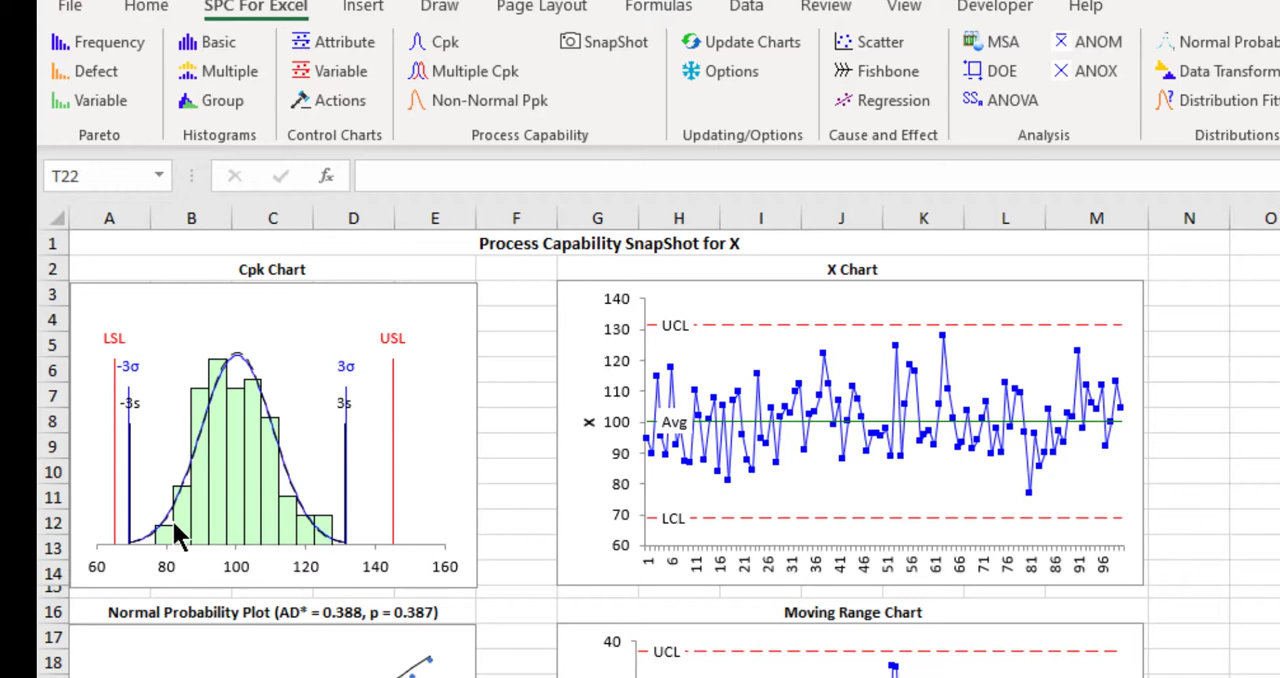 File Home SPC For Excel Insert Draw Page Layout Formulas Data Review View Developer Help
Frequency Basic Attribute Cpk SnapShot Update Charts Scatter MSA ANOM Normal Probab
Defect Multiple Variable Multiple Cpk Options Fishbone DOE ANOX Data Transform
Variable Group Actions Non-Normal Ppk Regression ANOVA Distribution Fitt
Pareto Histograms Control Charts Process Capability Updating/Options Cause and Effect Analysis Distributions
T22 fx
A B C D E F G H I J K L M N O
1 Process Capability SnapShot for X
2 Cpk Chart X Chart
3
4
5
6
7
8
9
10
11
12
13
14
15
16
17
18
LSL USL
-3σ 3σ
-3s 3s
60 80 100 120 140 160
140
130
120
110
100
90
80
70
60
X
UCL
Avg
LCL
1 6 11 16 21 26 31 36 41 46 51 56 61 66 71 76 81 86 91 96
Normal Probability Plot (AD* = 0.388, p = 0.387) Moving Range Chart
40 UCL